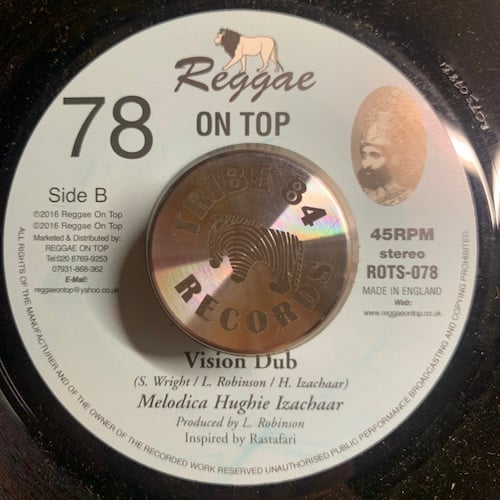 Reggae
ON TOP
78
Side B
℗2016 Reggae On Top
©2016 Reggae On Top
Marketed & Distributed by:
REGGAE ON TOP
Tel:020 8769-9253
07931-668-362
E-Mail:
reggaeontop@yahoo.co.uk
45RPM
stereo
ROTS-078
MADE IN ENGLAND
Web:
www.reggaeontop.co.uk
TRIBE 84
RECORDS
Vision Dub
(S. Wright / L. Robinson / H. Izachaar)
Melodica Hughie Izachaar
Produced by L. Robinson
Inspired by Rastafari
ALL RIGHTS OF THE MANUFACTURER AND OF THE OWNER OF THE RECORDED WORK RESERVED UNAUTHORISED PUBLIC PERFORMANCE BROADCASTING AND COPYING PROHIBITED.